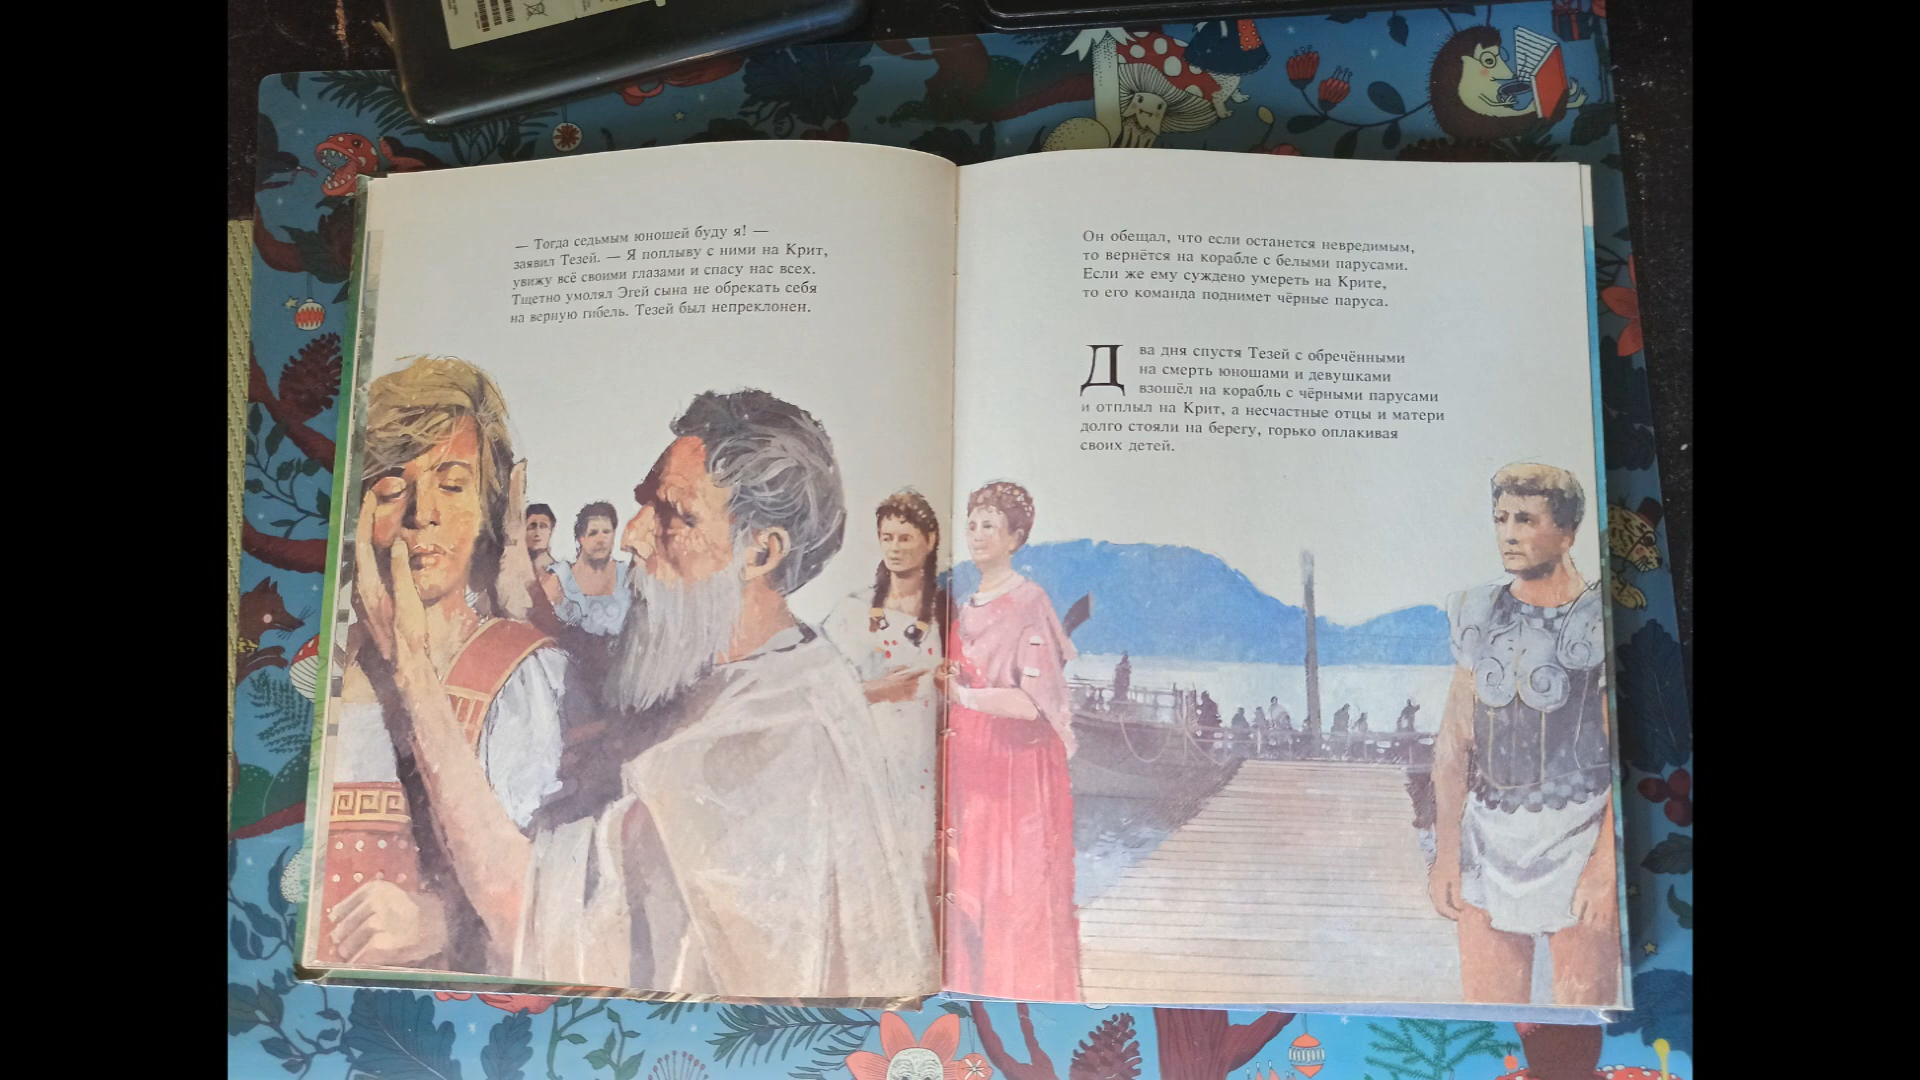 — Тогда седьмым юношей буду я! —
заявил Тезей. — Я поплыву с ними на Крит,
увижу всё своими глазами и спасу нас всех.
Тщетно умолял Эгей сына не обрекать себя
на верную гибель. Тезей был непреклонен.
Он обещал, что если останется невредимым,
то вернётся на корабле с белыми парусами.
Если же ему суждено умереть на Крите,
то его команда поднимет чёрные паруса.
Два дня спустя Тезей с обречёнными
на смерть юношами и девушками
взошёл на корабль с чёрными парусами
и отплыл на Крит, а несчастные отцы и матери
долго стояли на берегу, горько оплакивая
своих детей.